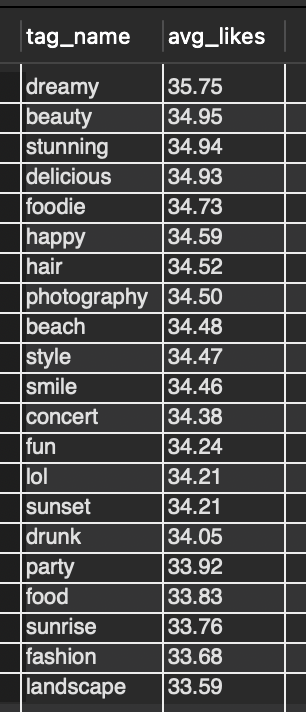 tag_name avg_likes
dreamy 35.75
beauty 34.95
stunning 34.94
delicious 34.93
foodie 34.73
happy 34.59
hair 34.52
photography 34.50
beach 34.48
style 34.47
smile 34.46
concert 34.38
fun 34.24
lol 34.21
sunset 34.21
drunk 34.05
party 33.92
food 33.83
sunrise 33.76
fashion 33.68
landscape 33.59